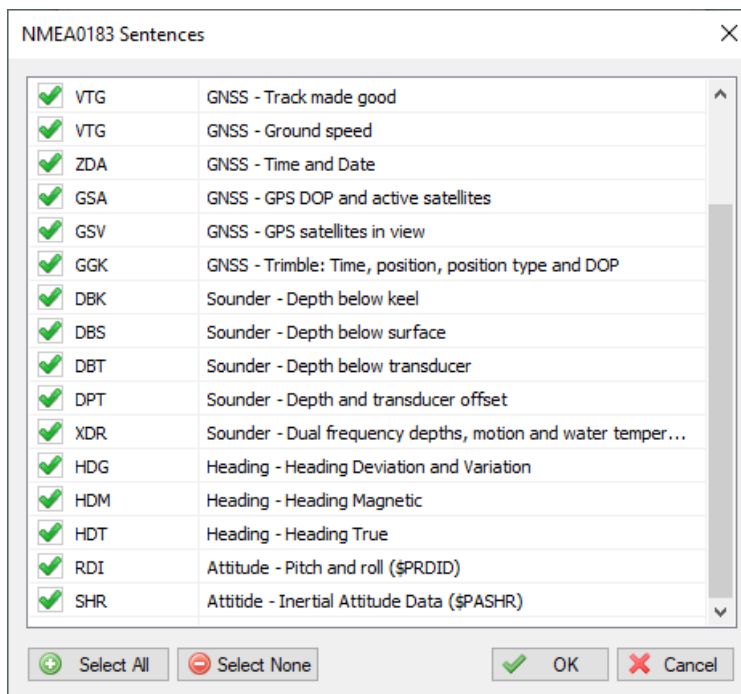 NMEA0183 Sentences
VTG GNSS - Track made good
VTG GNSS - Ground speed
ZDA GNSS - Time and Date
GSA GNSS - GPS DOP and active satellites
GSV GNSS - GPS satellites in view
GGK GNSS - Trimble: Time, position, position type and DOP
DBK Sounder - Depth below keel
DBS Sounder - Depth below surface
DBT Sounder - Depth below transducer
DPT Sounder - Depth and transducer offset
XDR Sounder - Dual frequency depths, motion and water temper...
HDG Heading - Heading Deviation and Variation
HDM Heading - Heading Magnetic
HDT Heading - Heading True
RDI Attitude - Pitch and roll ($PRDID)
SHR Attitide - Inertial Attitude Data ($PASHR)
Select All Select None OK Cancel